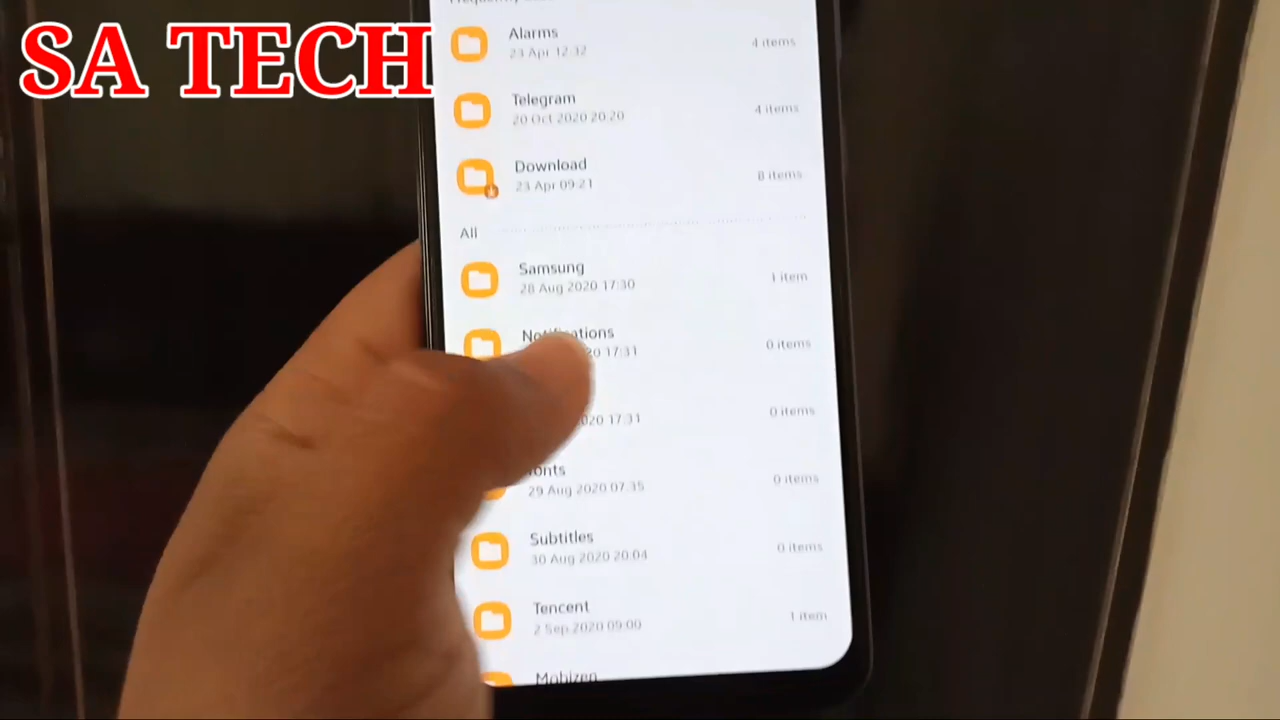 SA TECH
Alarms
23 Apr 12:32
4 items
Telegram
20 Oct 2020 20:20
4 items
Download
23 Apr 09:21
8 items
All
Samsung
28 Aug 2020 17:30
1 item
Notifications
17:31
0 items
2020 17:31
0 items
29 Aug 2020 07:35
0 items
Subtitles
30 Aug 2020 20:04
0 items
Tencent
2 Sep 2020 09:00
1 item
Mobizen